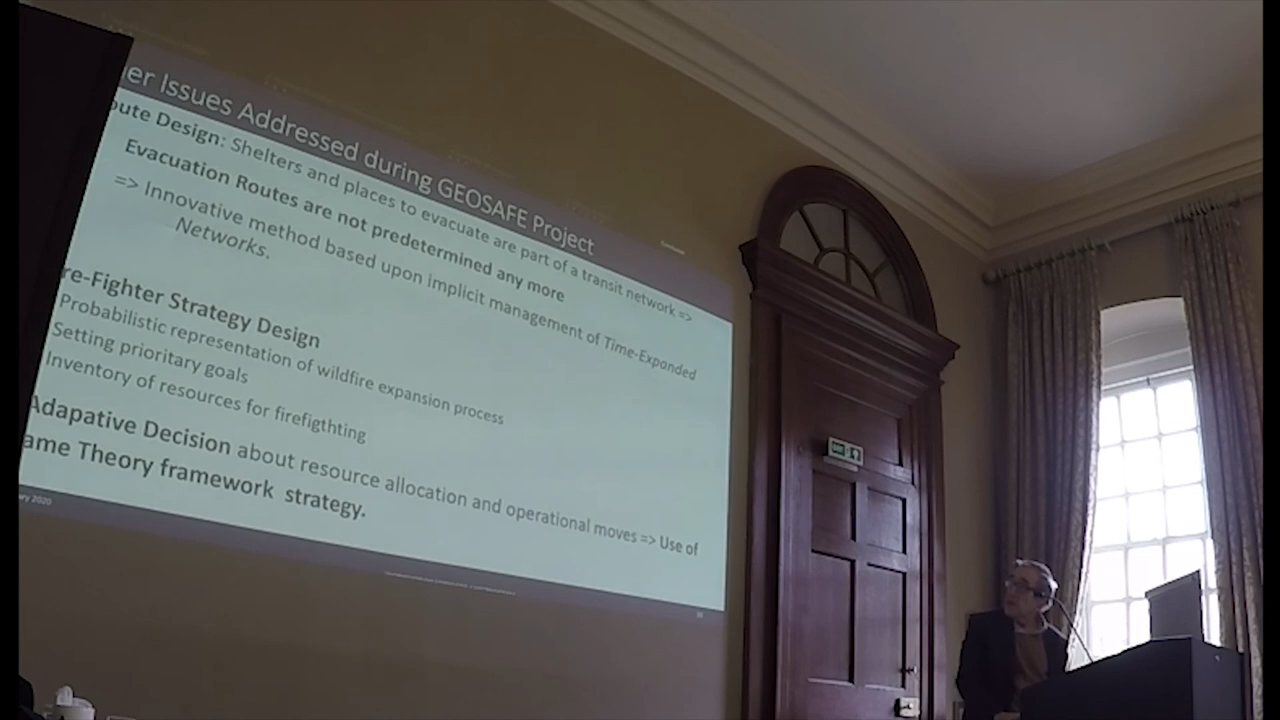 er Issues Addressed during GEOSAFE Project
oute Design: Shelters and places to evacuate are part of a transit network =>
Evacuation Routes are not predetermined any more
=> Innovative method based upon implicit management of Time-Expanded
Networks.
re-Fighter Strategy Design
Probabilistic representation of wildfire expansion process
Setting prioritary goals
Inventory of resources for firefigthting
Adapative Decision about resource allocation and operational moves => Use of
ame Theory framework strategy.
ary 2020